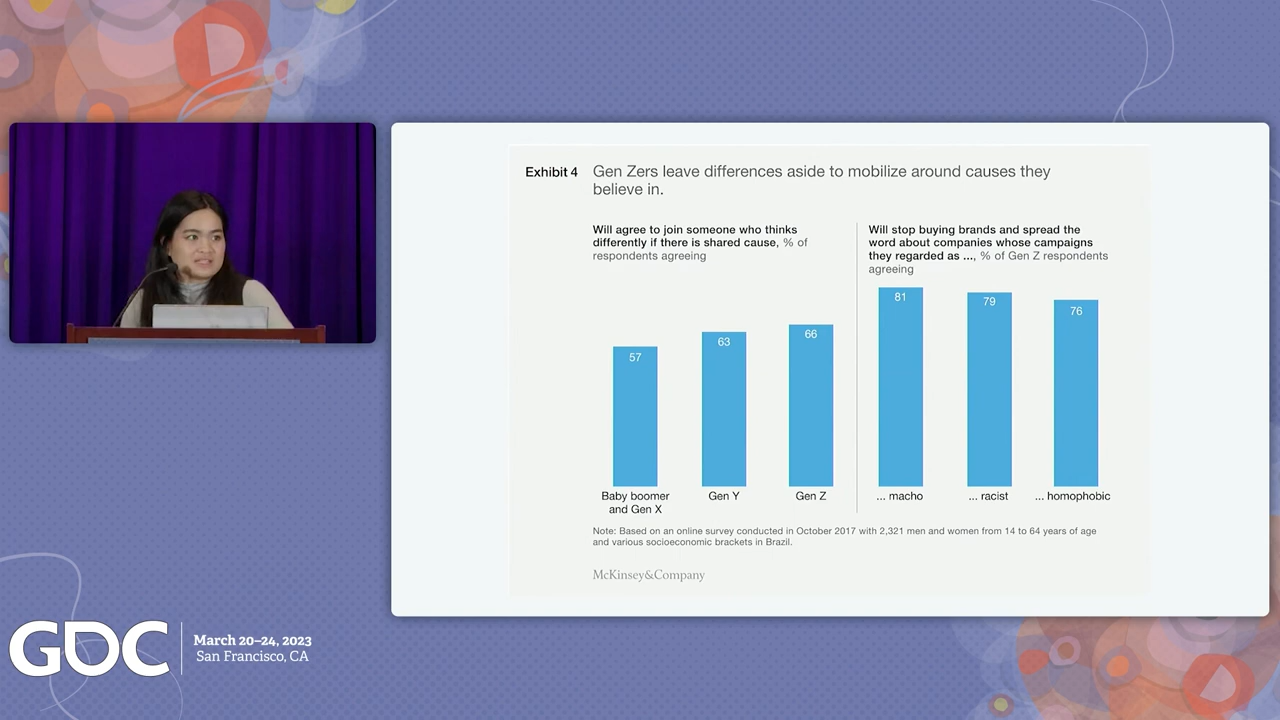 Exhibit 4
Gen Zers leave differences aside to mobilize around causes they
believe in.
Will agree to join someone who thinks
differently if there is shared cause, % of
respondents agreeing
57
63
66
Baby boomer
and Gen X
Gen Y
Gen Z
Will stop buying brands and spread the
word about companies whose campaigns
they regarded as ..., % of Gen Z respondents
agreeing
81
79
76
... macho
... racist
... homophobic
Note: Based on an online survey conducted in October 2017 with 2,321 men and women from 14 to 64 years of age
and various socioeconomic brackets in Brazil.
McKinsey&Company
GDC
March 20–24, 2023
San Francisco, CA